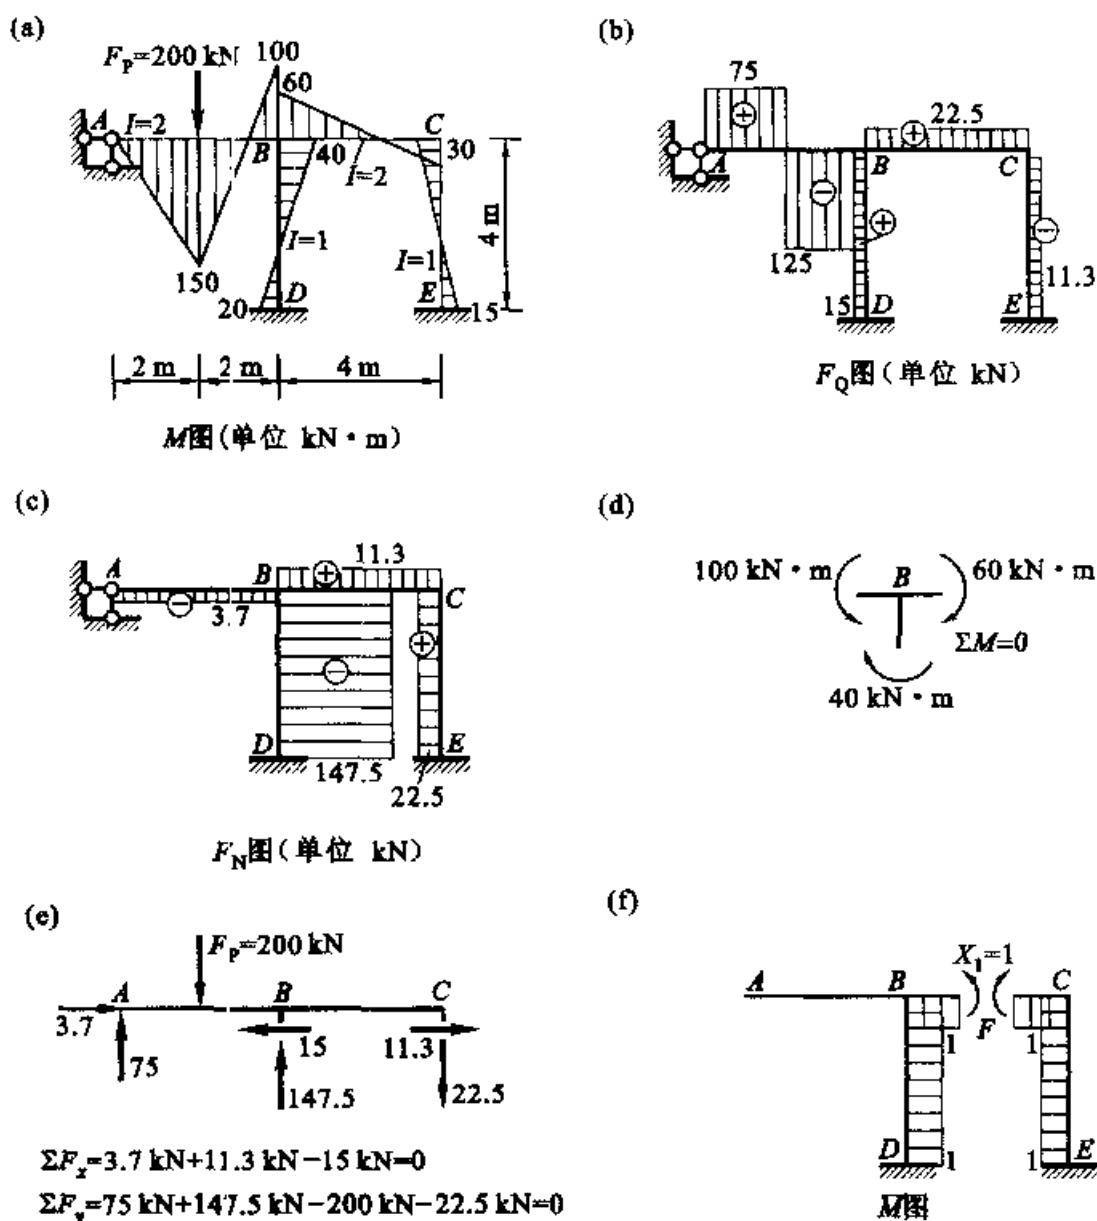 (a)
F_P=200 kN
100
60
A
I=2
B
40
C
30
I=2
4 m
150
I=1
I=1
20
D
E
15
2 m
2 m
4 m
M图(单位 kN·m)
(b)
75
+
22.5
+
A
B
C
−
+
−
125
15
D
E
11.3
F_Q图(单位 kN)
(c)
A
B
+
11.3
C
−
3.7
+
−
D
E
147.5
22.5
F_N图(单位 kN)
(d)
100 kN·m
B
60 kN·m
ΣM=0
40 kN·m
(e)
F_P=200 kN
A
B
C
3.7
15
11.3
75
147.5
22.5
ΣF_x=3.7 kN+11.3 kN−15 kN=0
ΣF_y=75 kN+147.5 kN−200 kN−22.5 kN=0
(f)
X_1=1
A
B
C
F
1
1
D
1
1
E
M̄图